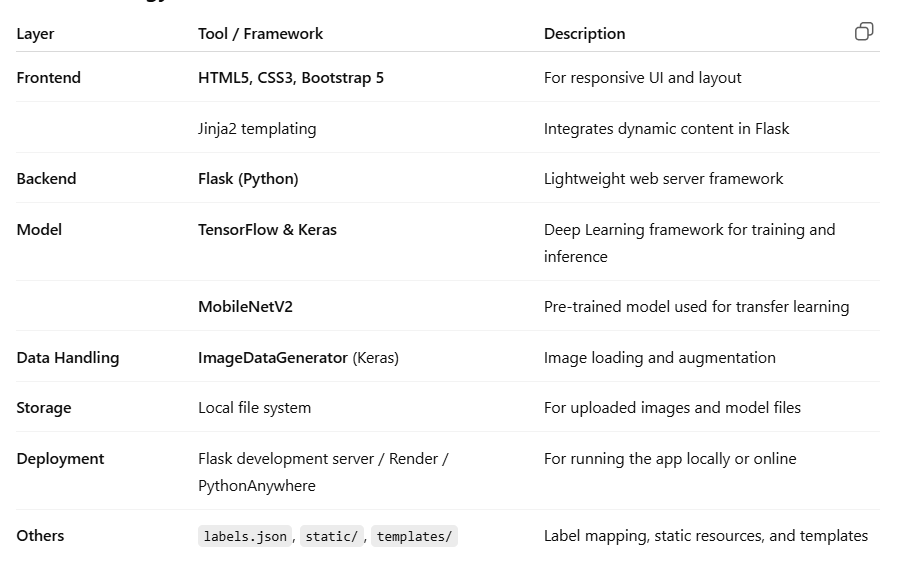 Layer Tool / Framework Description
Frontend HTML5, CSS3, Bootstrap 5 For responsive UI and layout
Jinja2 templating Integrates dynamic content in Flask
Backend Flask (Python) Lightweight web server framework
Model TensorFlow & Keras Deep Learning framework for training and
inference
MobileNetV2 Pre-trained model used for transfer learning
Data Handling ImageDataGenerator (Keras) Image loading and augmentation
Storage Local file system For uploaded images and model files
Deployment Flask development server / Render / For running the app locally or online
PythonAnywhere
Others labels.json , static/ , templates/ Label mapping, static resources, and templates